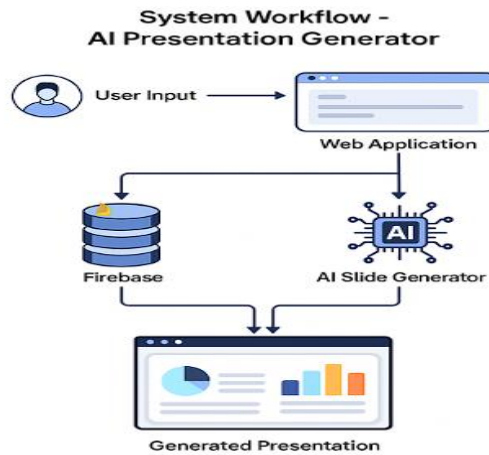 System Workflow -
AI Presentation Generator
User Input
Web Application
AI
Firebase
AI Slide Generator
Generated Presentation